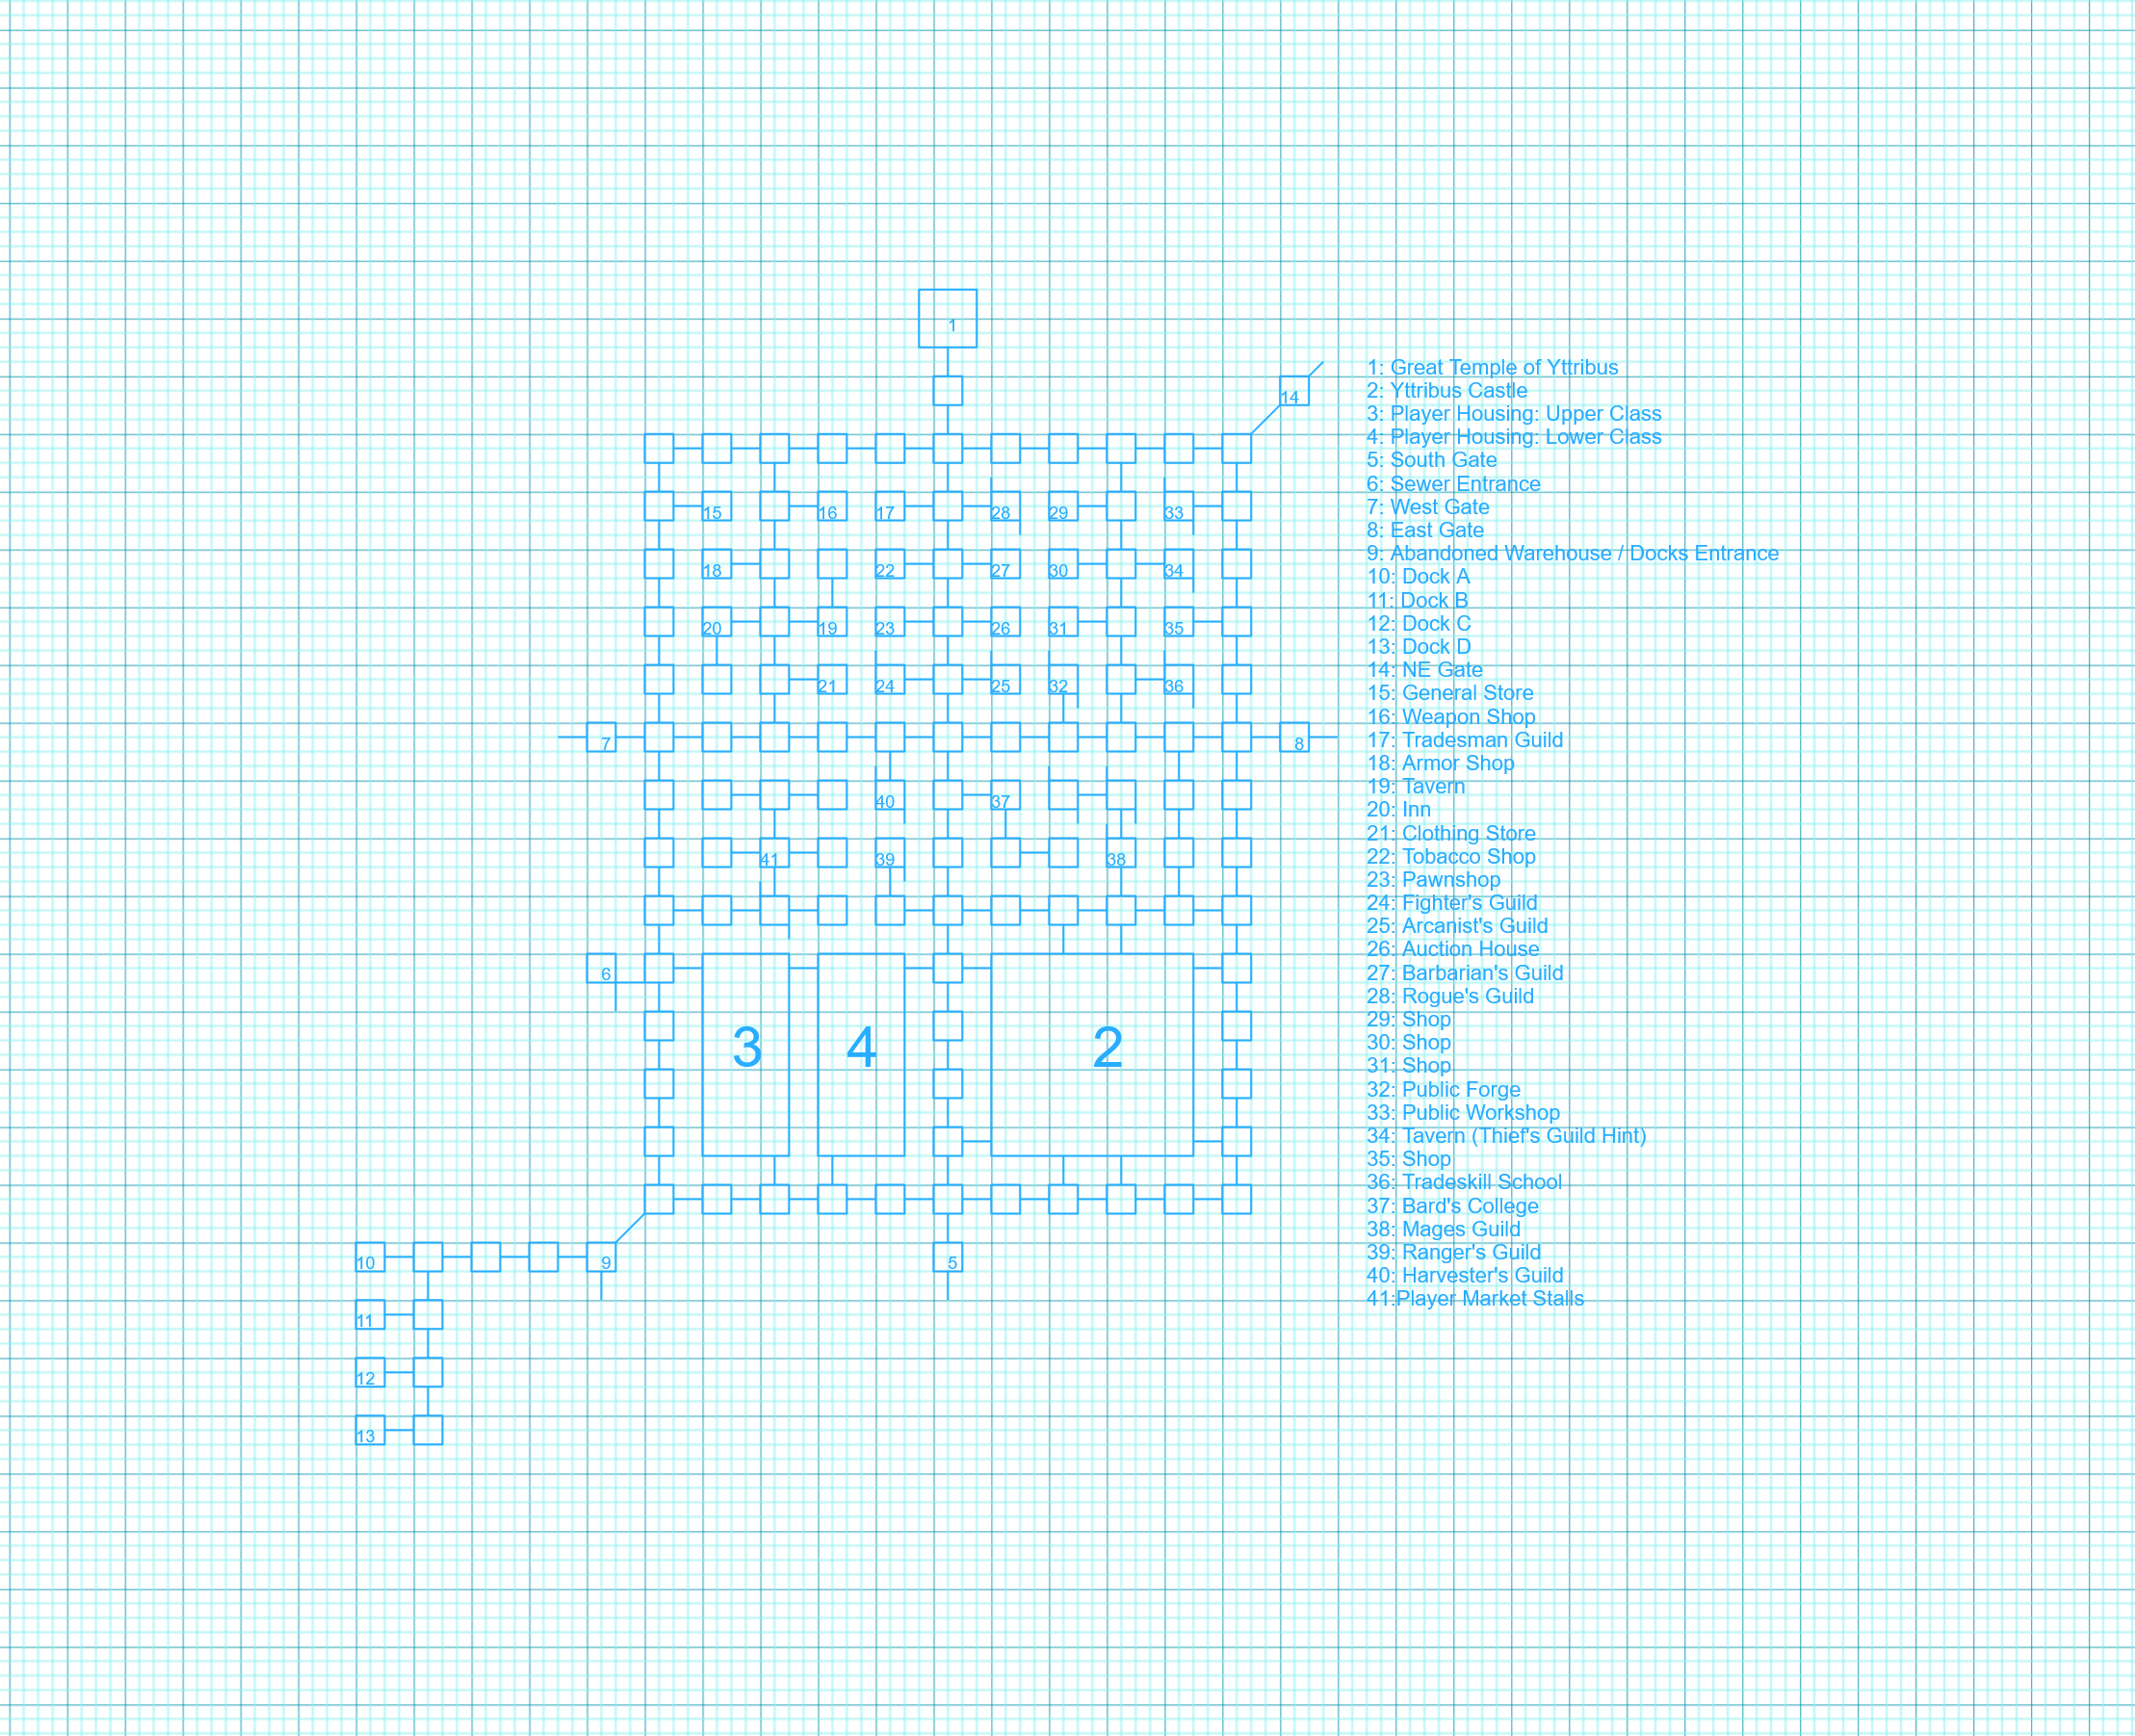 1
14
1: Great Temple of Yttribus
2: Yttribus Castle
3: Player Housing: Upper Class
4: Player Housing: Lower Class
5: South Gate
6: Sewer Entrance
7: West Gate
8: East Gate
9: Abandoned Warehouse / Docks Entrance
10: Dock A
11: Dock B
12: Dock C
13: Dock D
14: NE Gate
15: General Store
16: Weapon Shop
17: Tradesman Guild
18: Armor Shop
19: Tavern
20: Inn
21: Clothing Store
22: Tobacco Shop
23: Pawnshop
24: Fighter's Guild
25: Arcanist's Guild
26: Auction House
27: Barbarian's Guild
28: Rogue's Guild
29: Shop
30: Shop
31: Shop
32: Public Forge
33: Public Workshop
34: Tavern (Thief's Guild Hint)
35: Shop
36: Tradeskill School
37: Bard's College
38: Mages Guild
39: Ranger's Guild
40: Harvester's Guild
41:Player Market Stalls
15 16 17 28 29 33
18 22 27 30 34
20 19 23 26 31 35
21 24 25 32 36
7 8
40 37
41 39 38
6
3 4 2
10 9 5
11
12
13